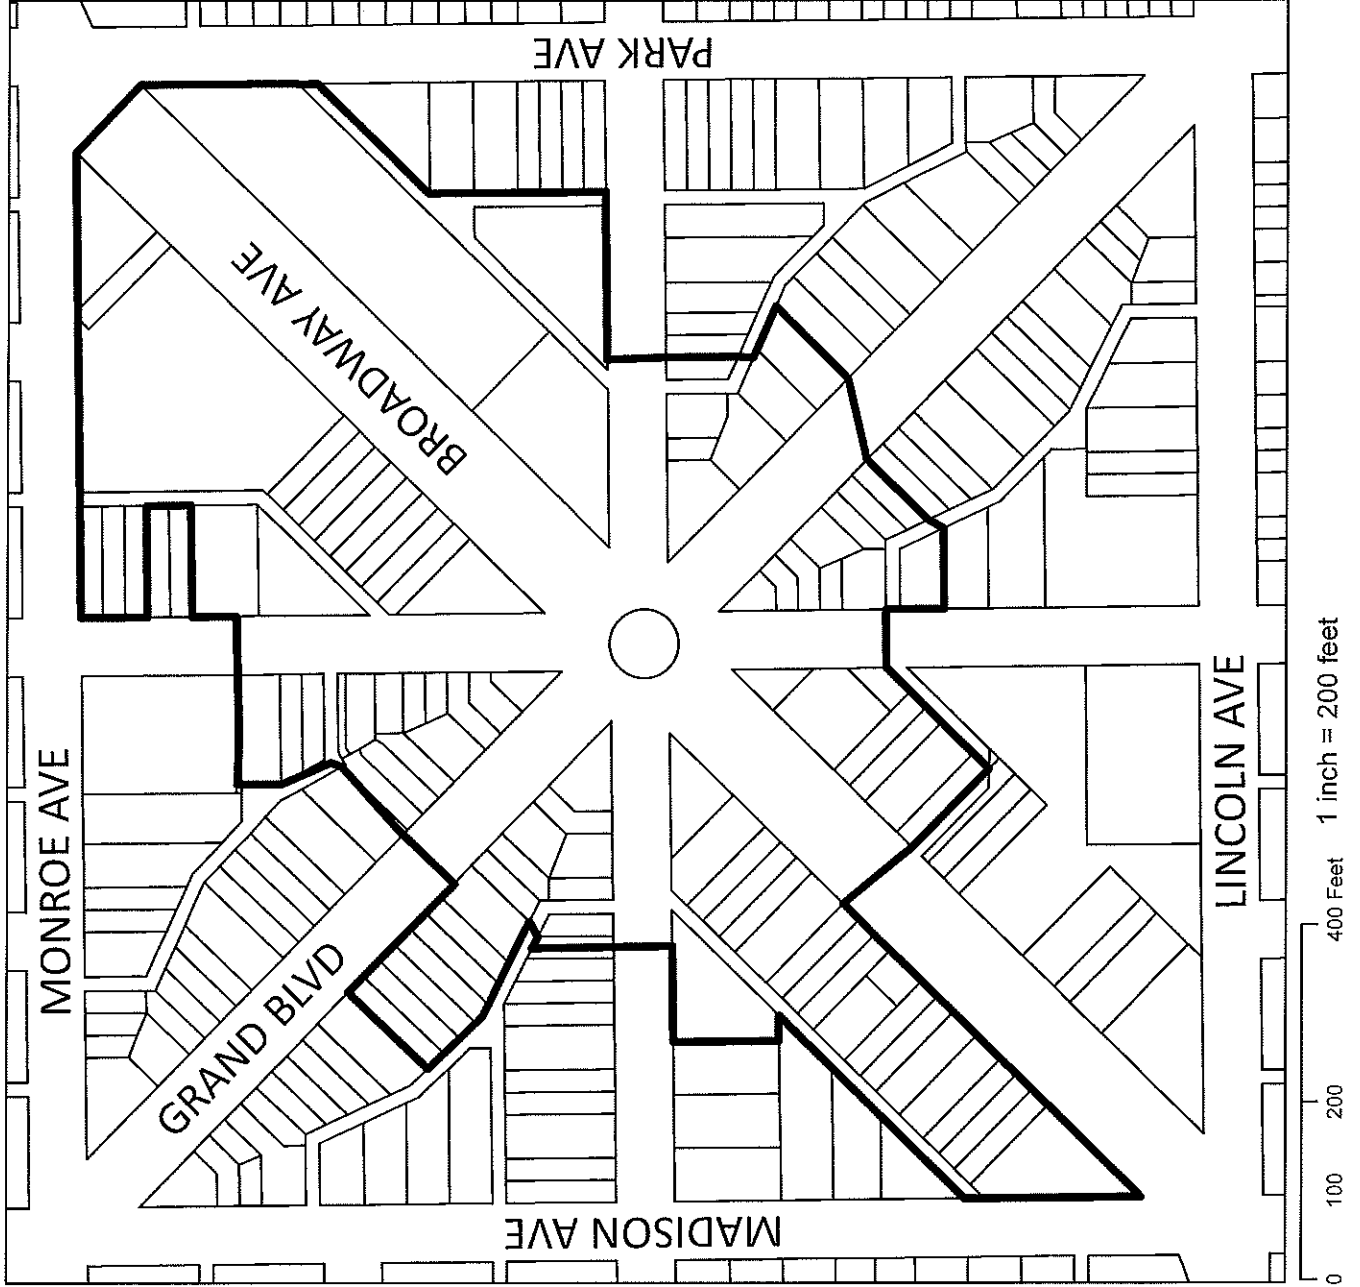 PARK AVE
BROADWAY AVE
MONROE AVE
GRAND BLVD
LINCOLN AVE
MADISON AVE
0 100 200 400 Feet 1 inch = 200 feet